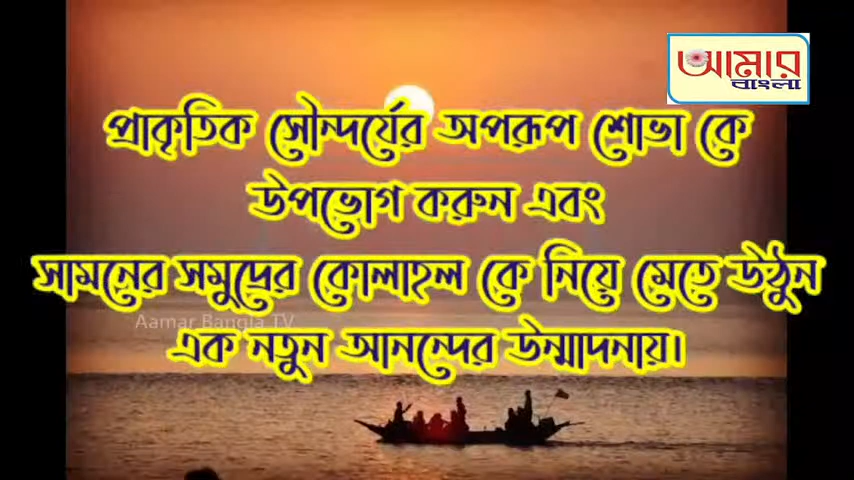 আমার
বাংলা
প্রাকৃতিক সৌন্দর্যের অপরূপ শোভা কে
উপভোগ করুন এবং
সামনের সমুদ্রের কোলাহল কে নিয়ে মেতে উঠুন
Aamar Bangla TV
এক নতুন আনন্দের উন্মাদনায়।